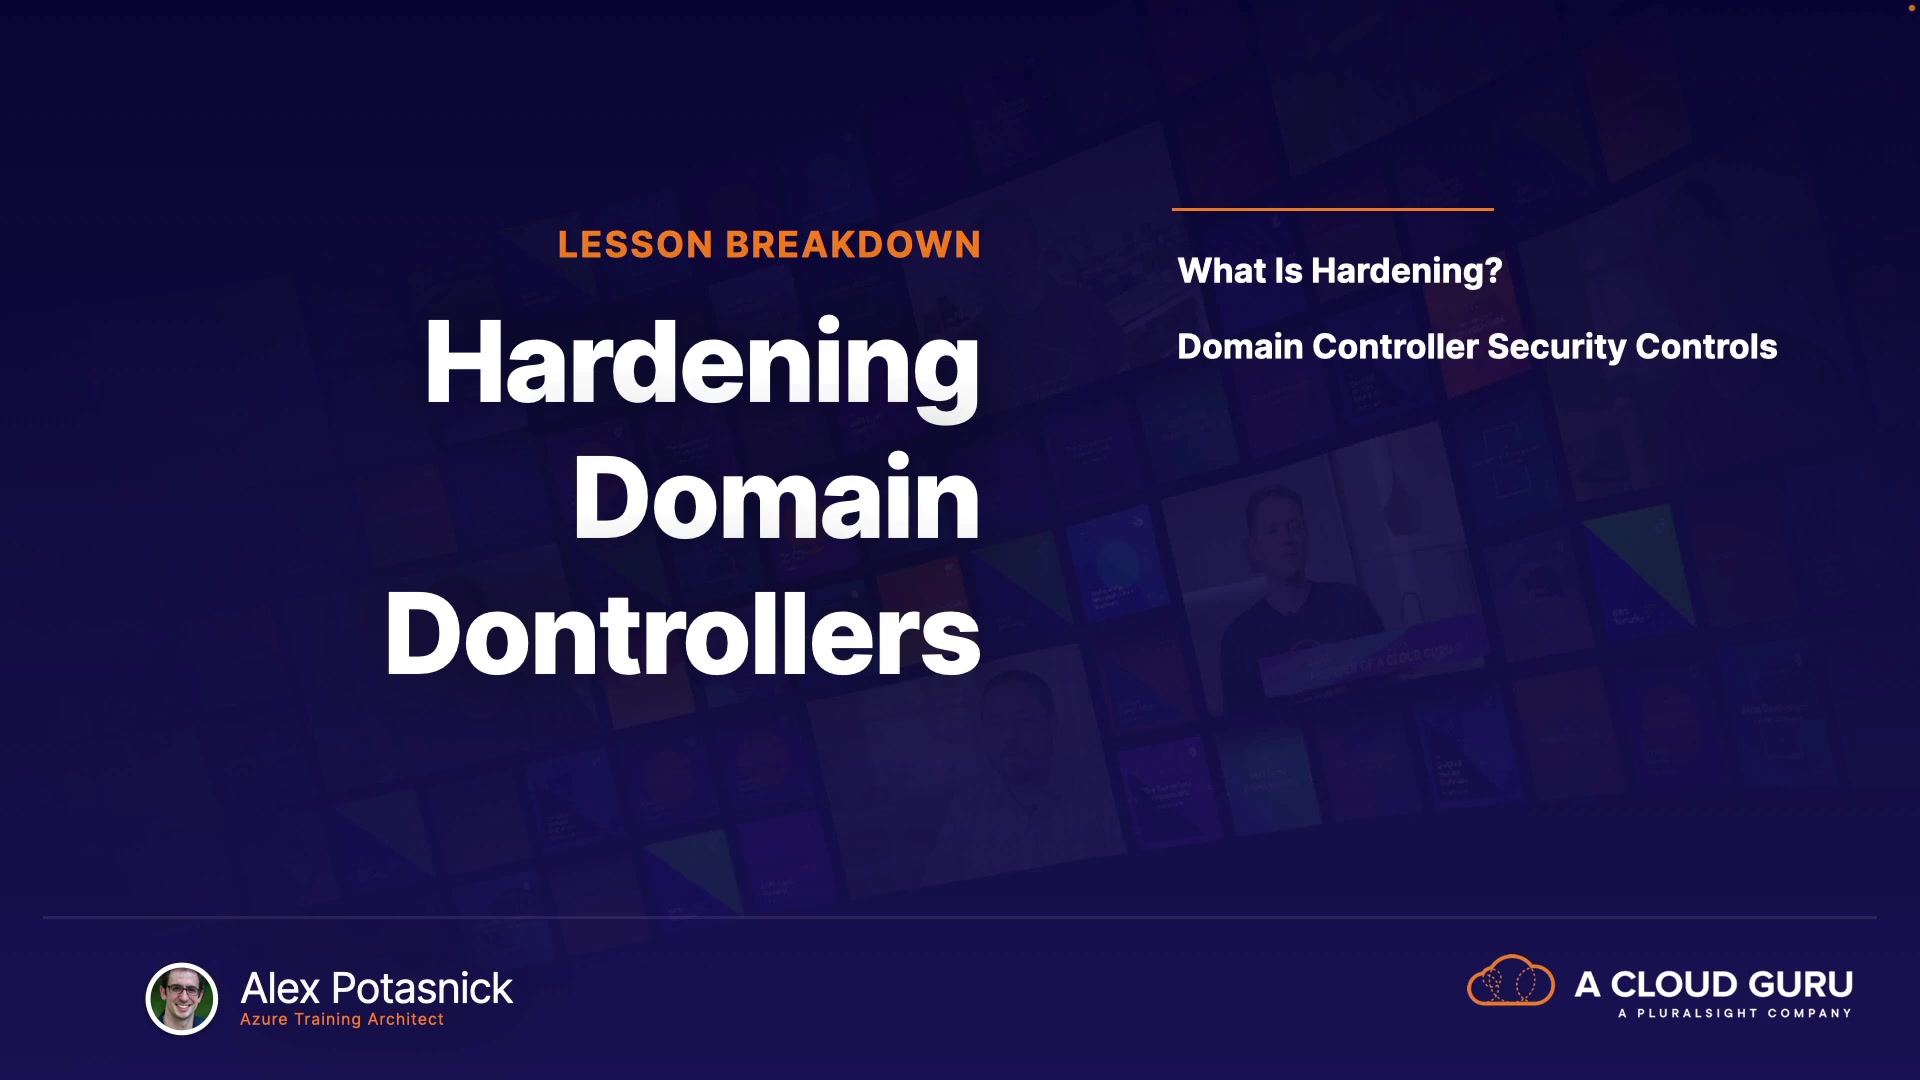 LESSON BREAKDOWN
Hardening
Domain
Dontrollers
What Is Hardening?
Domain Controller Security Controls
Alex Potasnick
Azure Training Architect
A CLOUD GURU
A PLURALSIGHT COMPANY